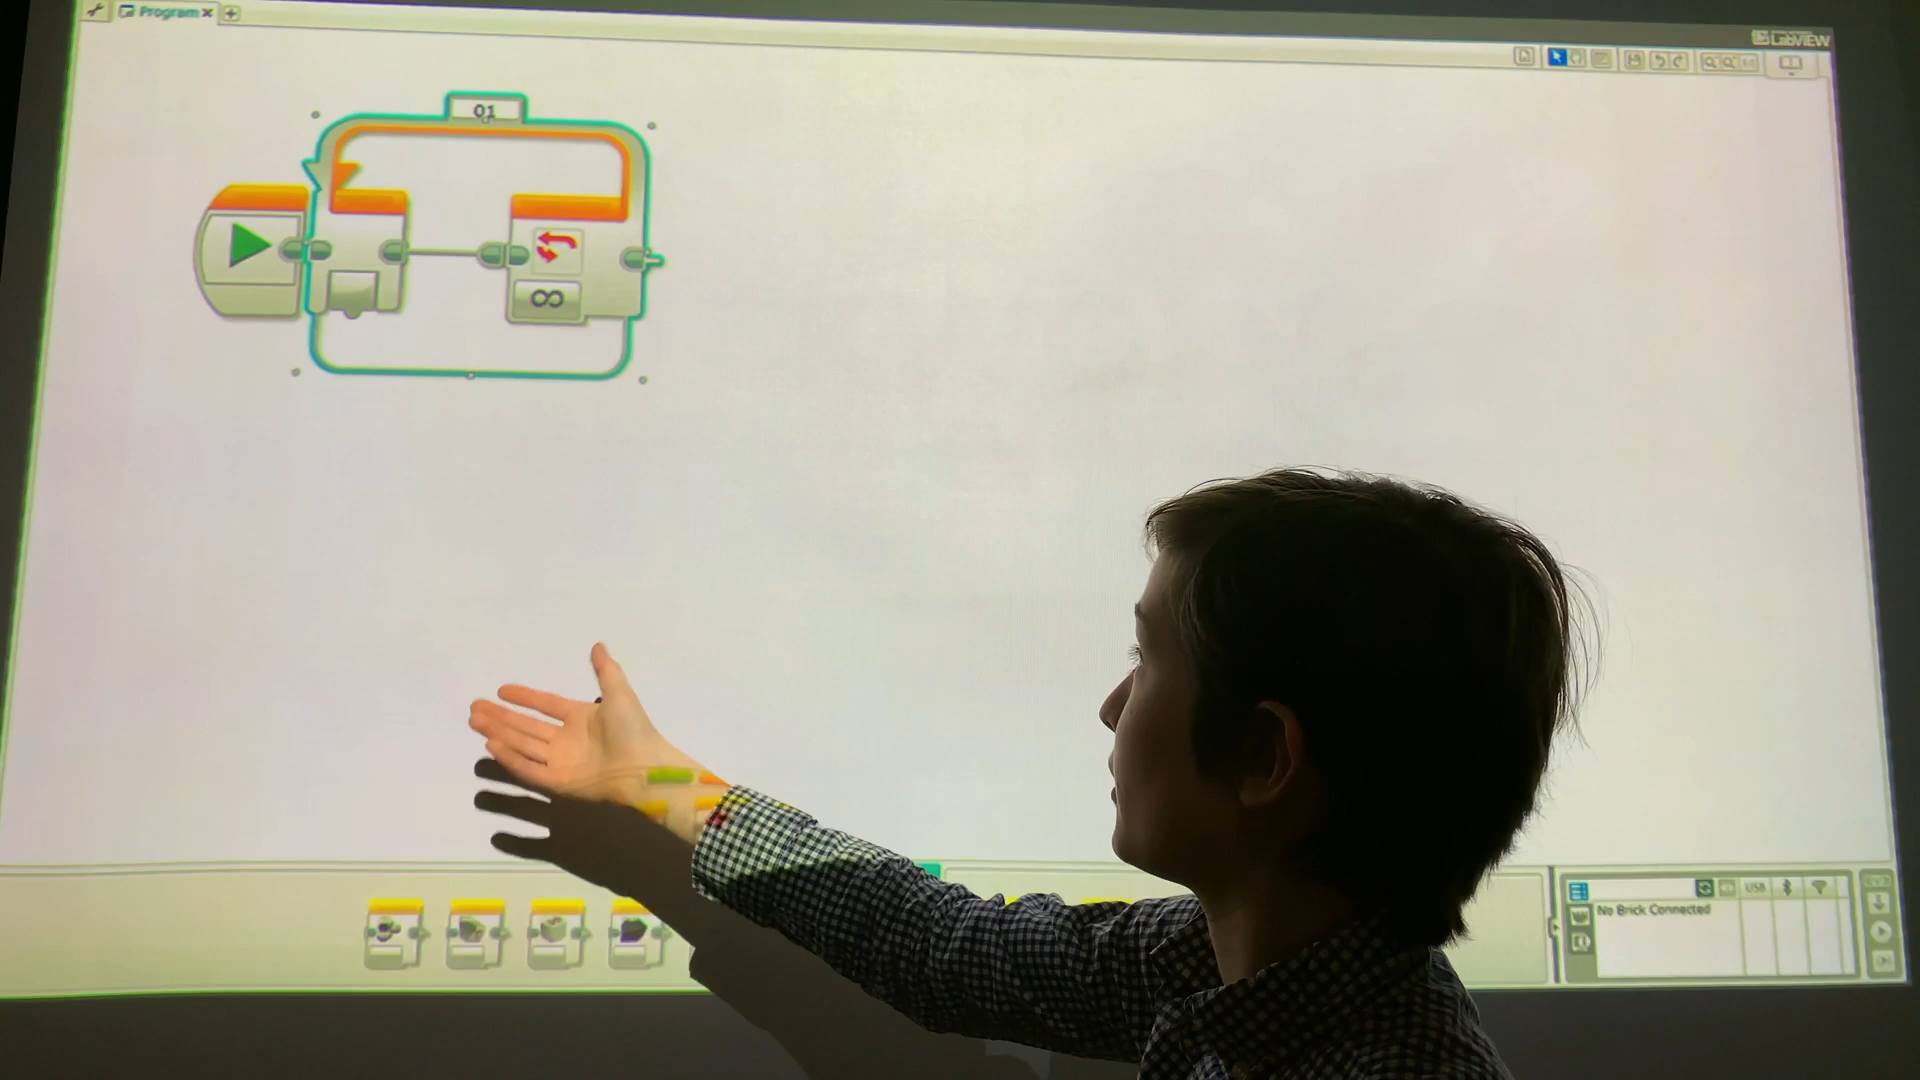 Program
LabVIEW
01
∞
USB
No Brick Connected